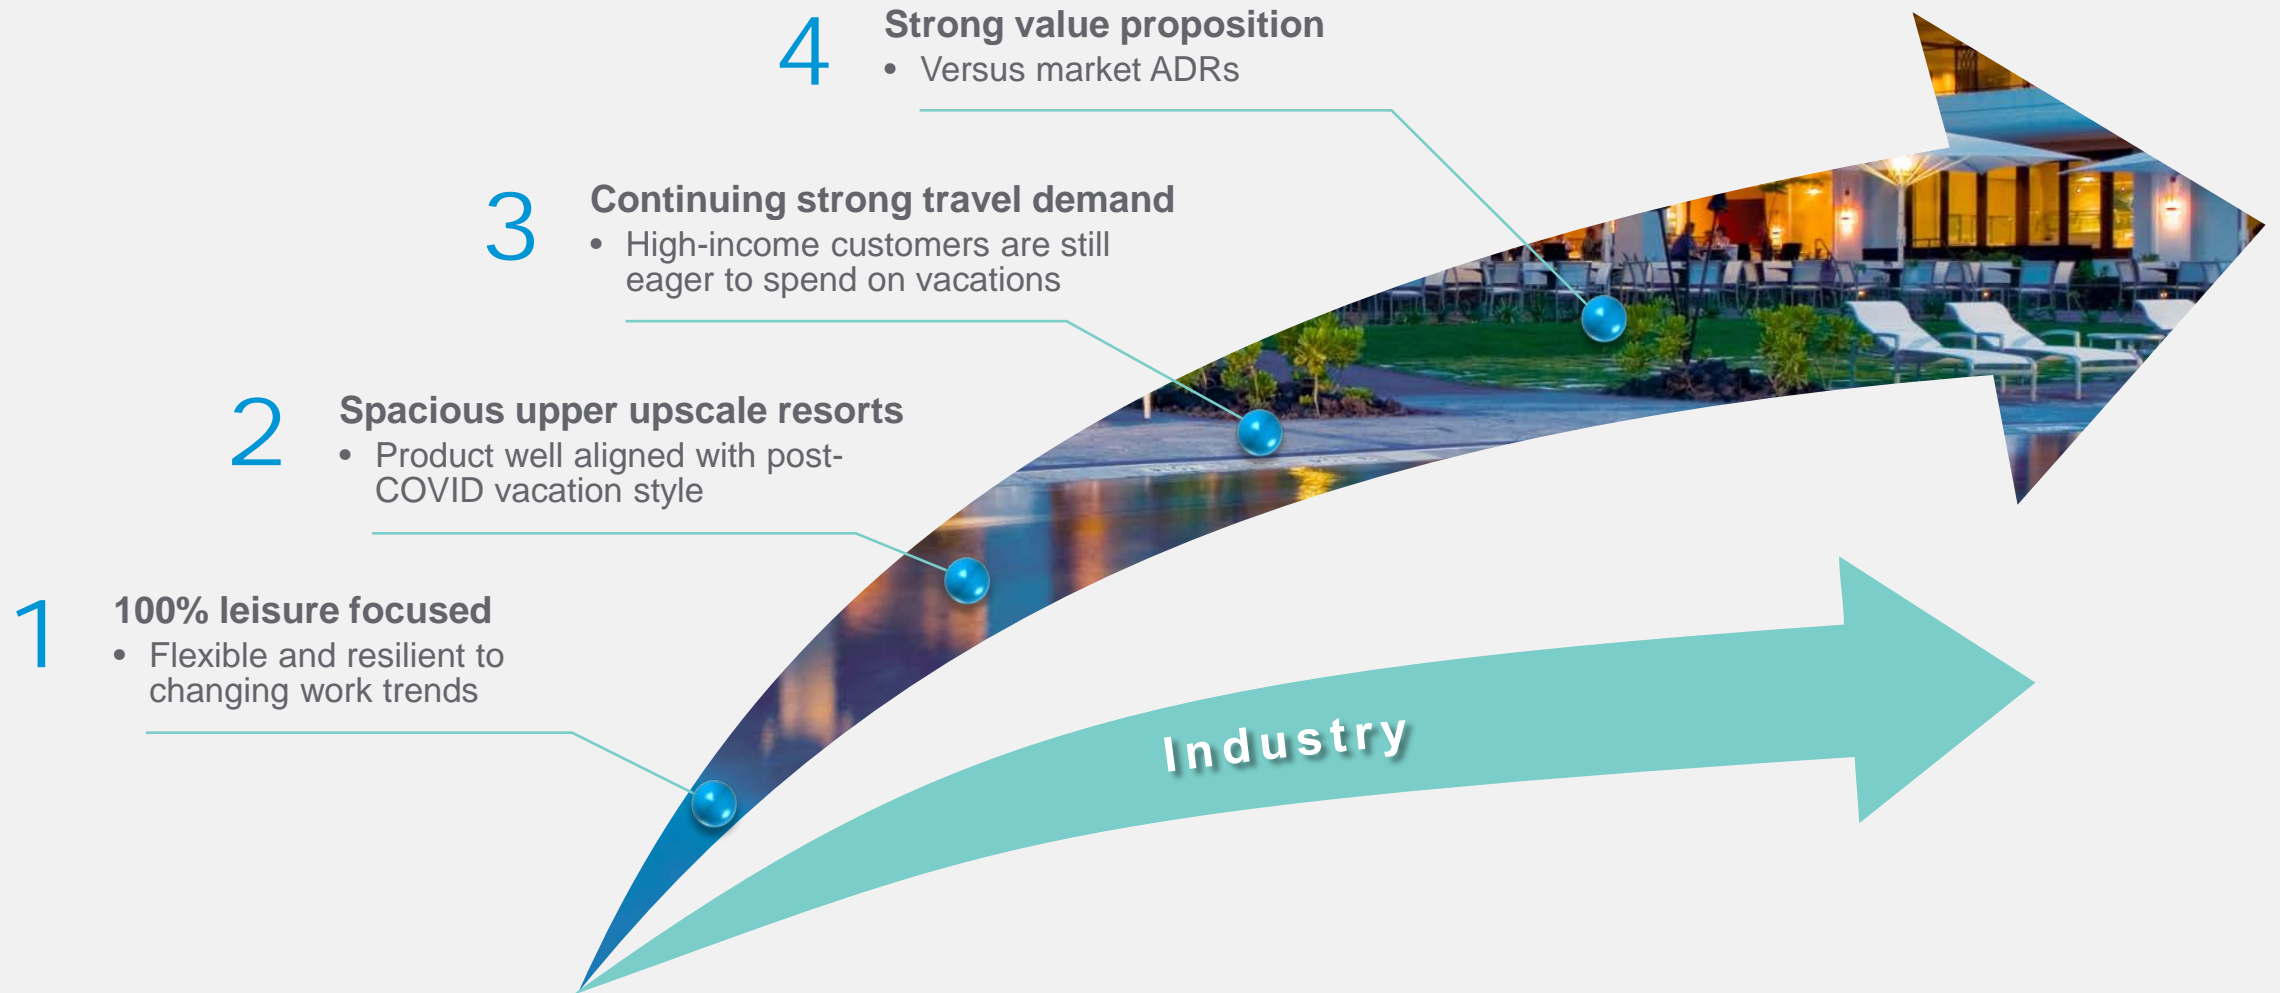 4
Strong value proposition
• Versus market ADRs
3
Continuing strong travel demand
• High-income customers are still
eager to spend on vacations
2
Spacious upper upscale resorts
• Product well aligned with post-
COVID vacation style
1
100% leisure focused
• Flexible and resilient to
changing work trends
Industry